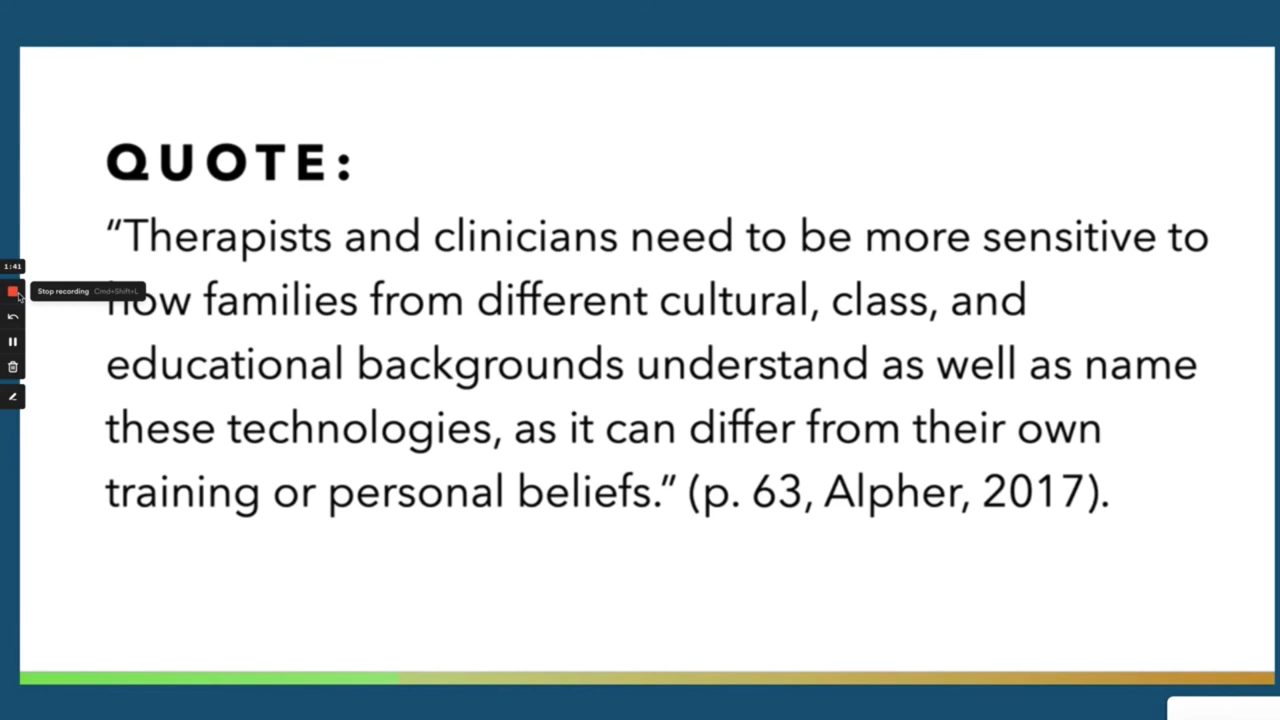 QUOTE:
“Therapists and clinicians need to be more sensitive to
1:41
Stop recording Cmd+Shift+L
how families from different cultural, class, and
educational backgrounds understand as well as name
these technologies, as it can differ from their own
training or personal beliefs.” (p. 63, Alpher, 2017).